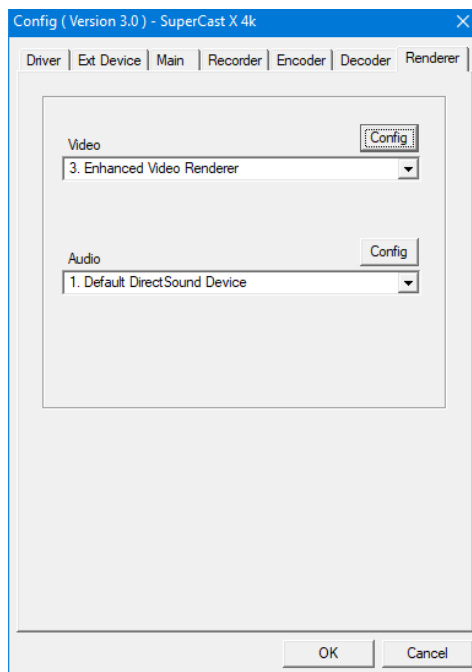 Config ( Version 3.0 ) - SuperCast X 4k
Driver Ext Device Main Recorder Encoder Decoder Renderer
Video Config
3. Enhanced Video Renderer
Audio Config
1. Default DirectSound Device
OK Cancel